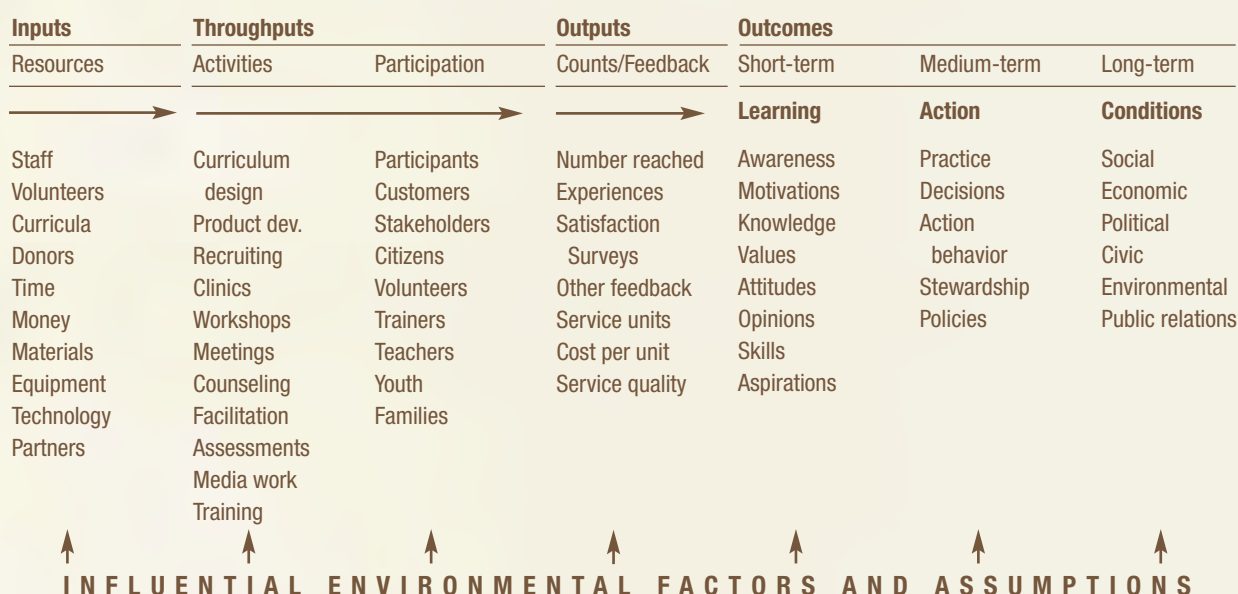 Inputs
Throughputs
Outputs
Outcomes
Resources
Activities
Participation
Counts/Feedback
Short-term
Medium-term
Long-term
Learning
Action
Conditions
Staff
Volunteers
Curricula
Donors
Time
Money
Materials
Equipment
Technology
Partners
Curriculum
design
Product dev.
Recruiting
Clinics
Workshops
Meetings
Counseling
Facilitation
Assessments
Media work
Training
Participants
Customers
Stakeholders
Citizens
Volunteers
Trainers
Teachers
Youth
Families
Number reached
Experiences
Satisfaction
Surveys
Other feedback
Service units
Cost per unit
Service quality
Awareness
Motivations
Knowledge
Values
Attitudes
Opinions
Skills
Aspirations
Practice
Decisions
Action
behavior
Stewardship
Policies
Social
Economic
Political
Civic
Environmental
Public relations
INFLUENTIAL ENVIRONMENTAL FACTORS AND ASSUMPTIONS